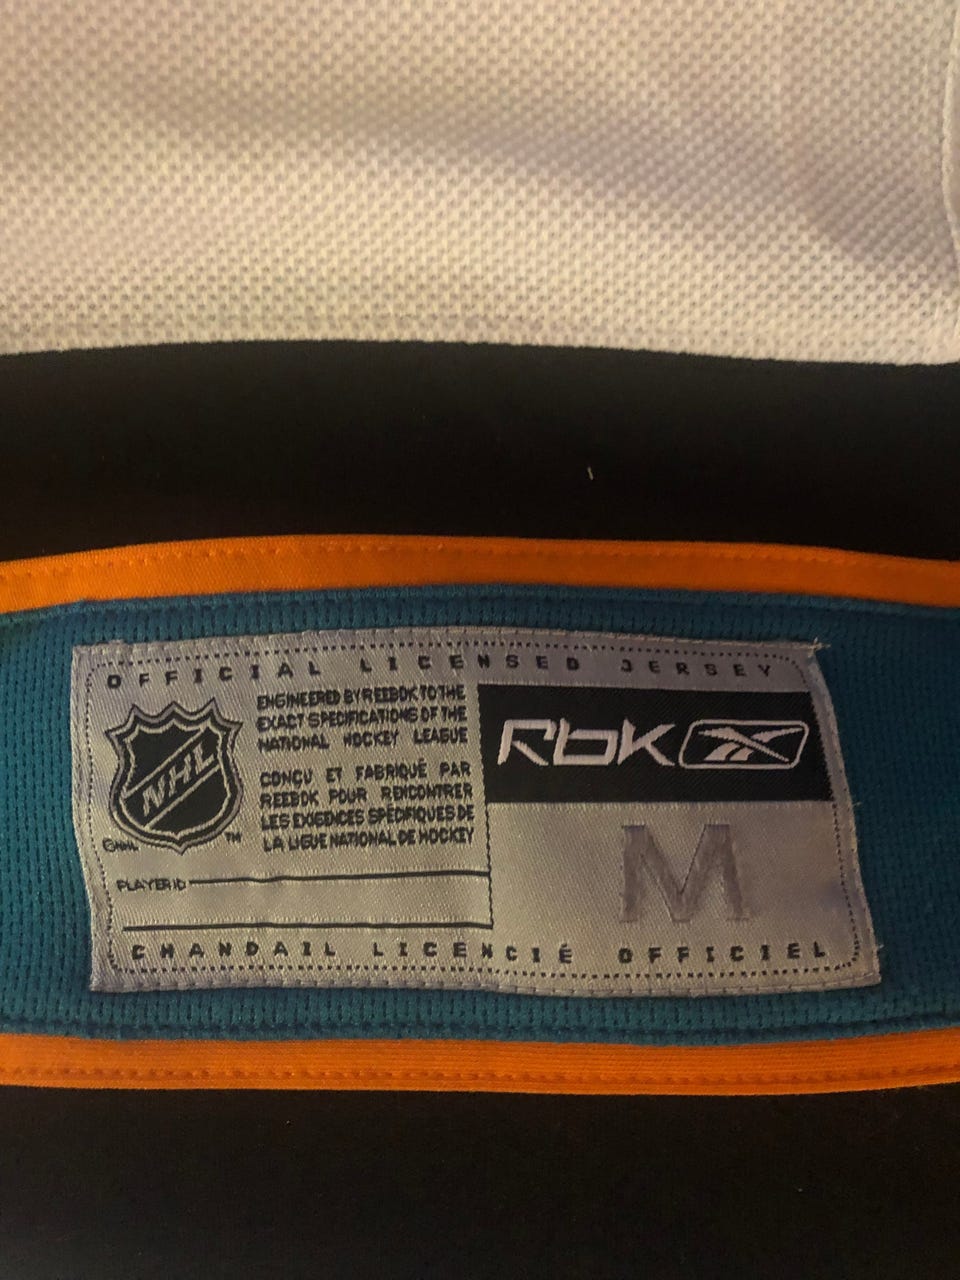 OFFICIAL LICENSED JERSEY
ENGINEERED BY REEBOK TO THE
EXACT SPECIFICATIONS OF THE
NATIONAL HOCKEY LEAGUE
CONÇU ET FABRIQUÉ PAR
REEBOK POUR RENCONTRER
LES EXIGENCES SPÉCIFIQUES DE
LA LIGUE NATIONAL DE HOCKEY
NHL
©NHL
TM
PLAYER ID
Rbk
M
CHANDAIL LICENCIÉ OFFICIEL